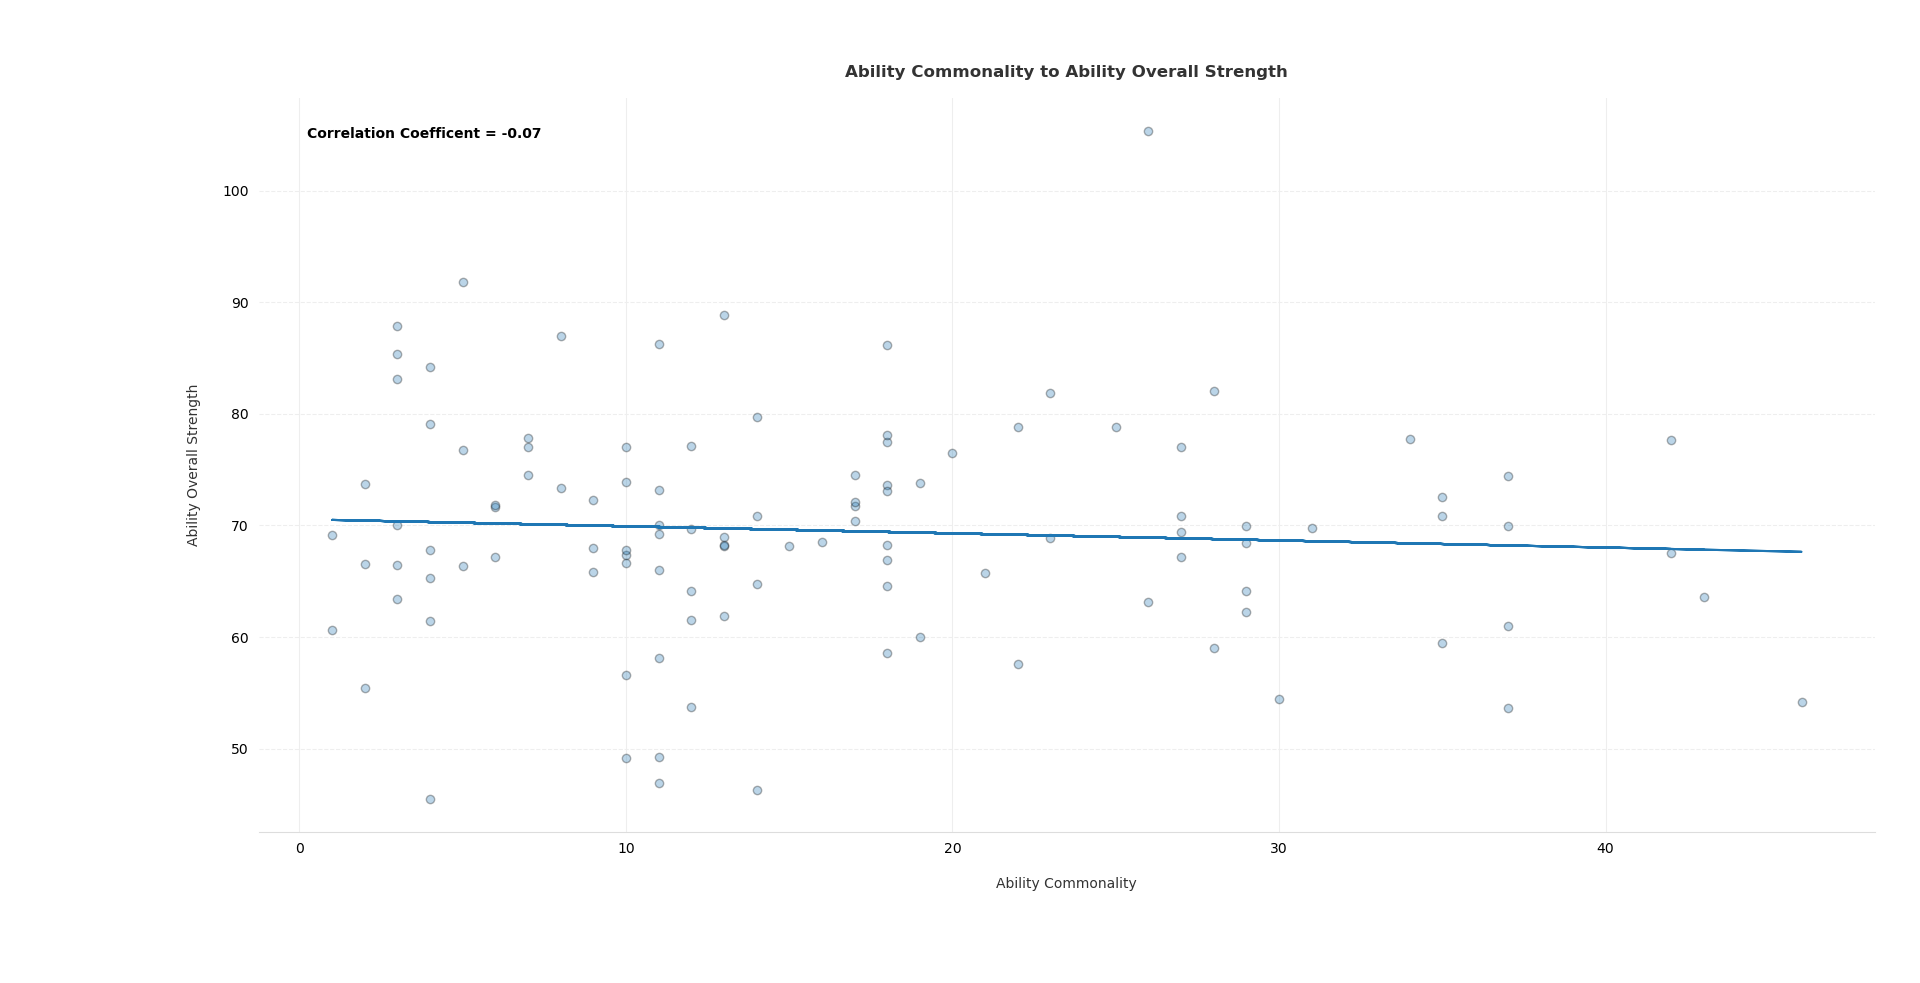 Ability Commonality to Ability Overall Strength
Correlation Coefficent = -0.07
100
90
80
70
60
50
Ability Overall Strength
0 10 20 30 40
Ability Commonality